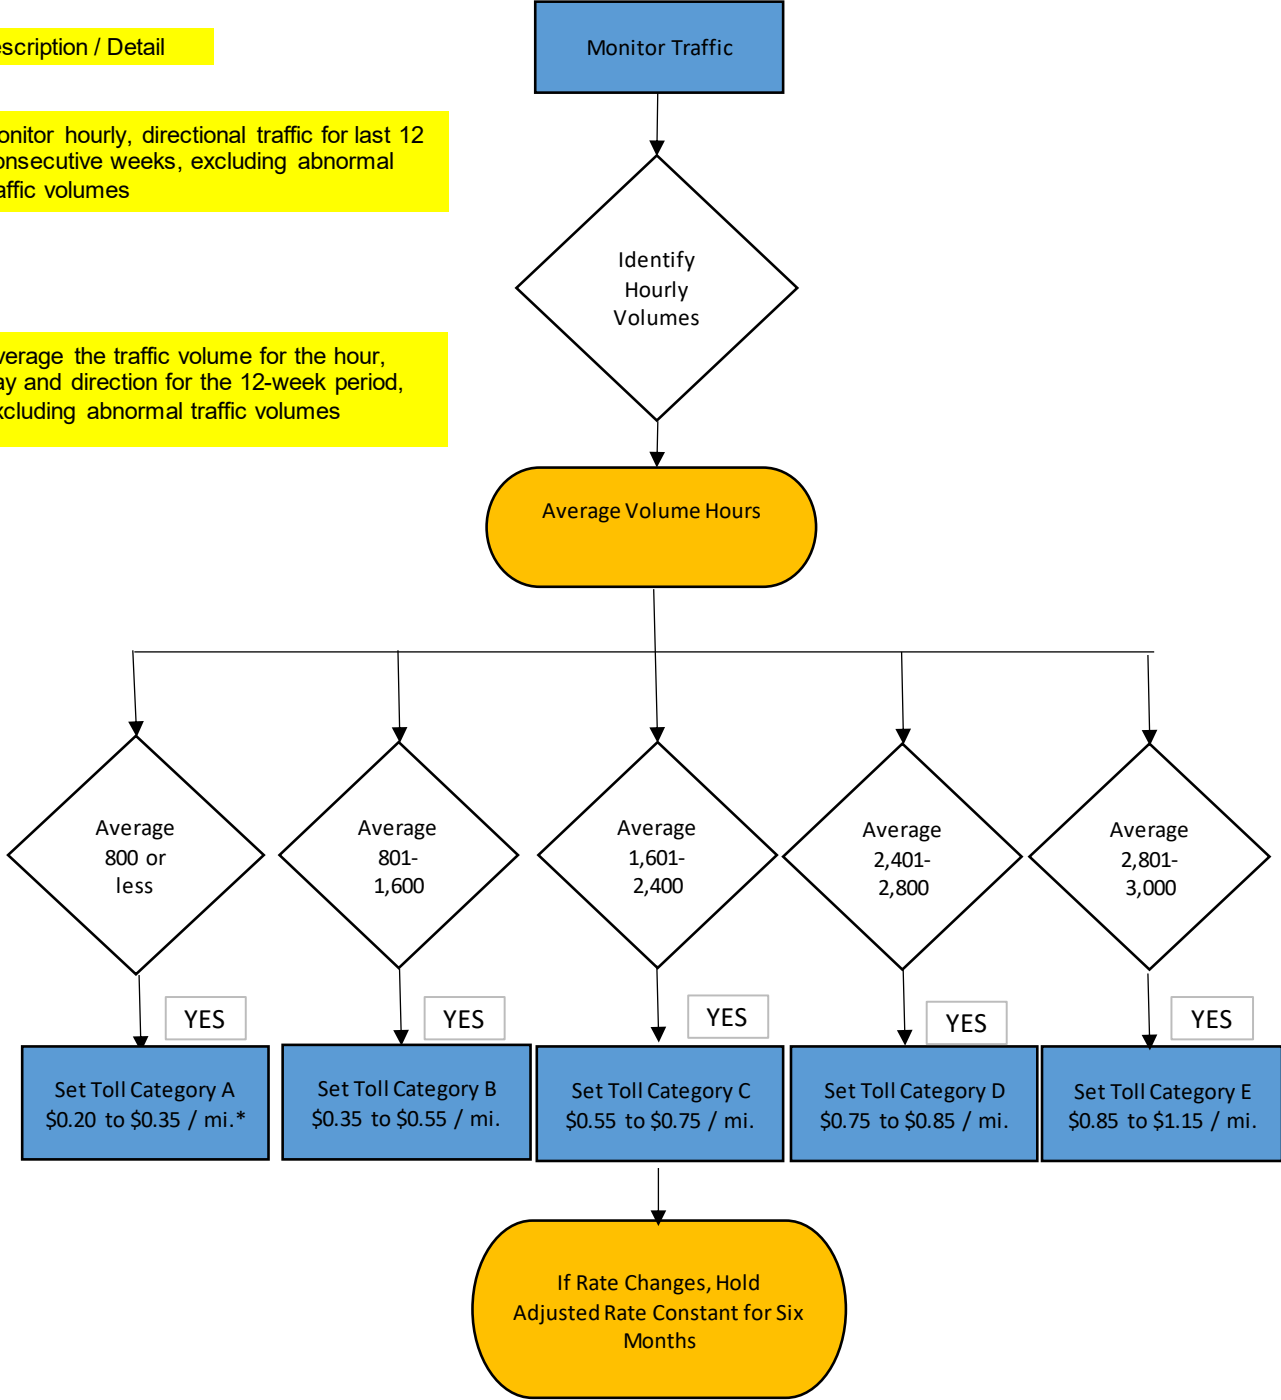 scription / Detail
Monitor Traffic
onitor hourly, directional traffic for last 12
onsecutive weeks, excluding abnormal
affic volumes
Identify
Hourly
Volumes
verage the traffic volume for the hour,
ay and direction for the 12-week period,
xcluding abnormal traffic volumes
Average Volume Hours
Average
800 or
less
Average
801-
1,600
Average
1,601-
2,400
Average
2,401-
2,800
Average
2,801-
3,000
YES
YES
YES
YES
YES
Set Toll Category A
$0.20 to $0.35 / mi.*
Set Toll Category B
$0.35 to $0.55 / mi.
Set Toll Category C
$0.55 to $0.75 / mi.
Set Toll Category D
$0.75 to $0.85 / mi.
Set Toll Category E
$0.85 to $1.15 / mi.
If Rate Changes, Hold
Adjusted Rate Constant for Six
Months